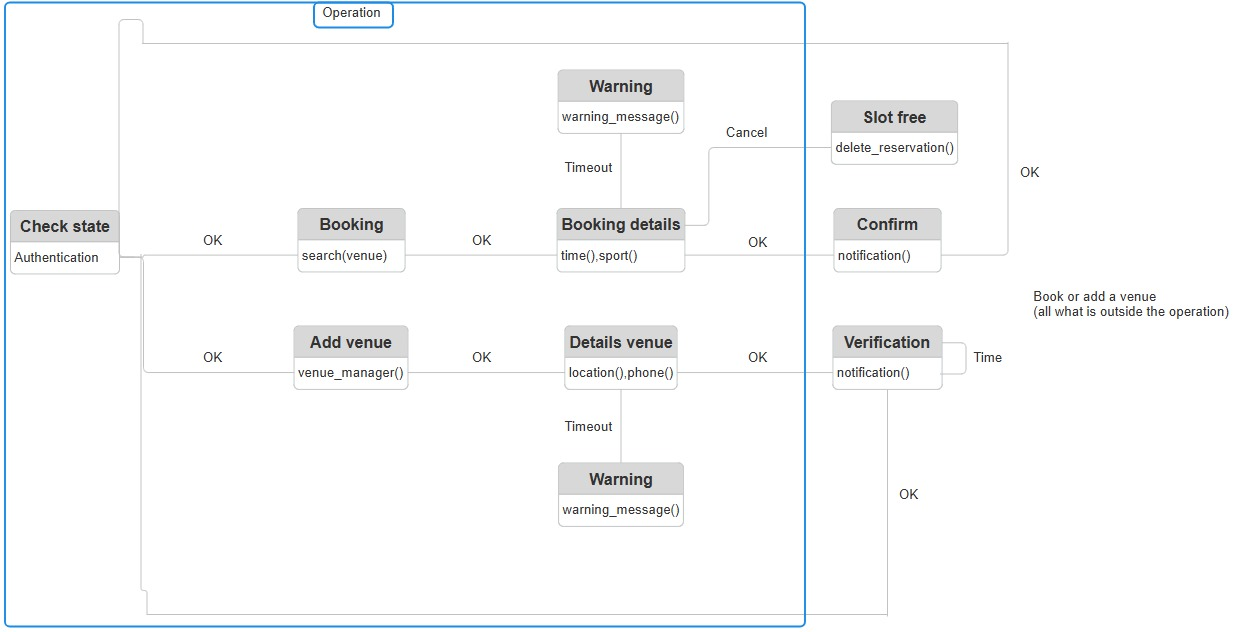 Operation
Warning
warning_message()
Slot free
delete_reservation()
Cancel
Timeout
OK
Check state
Authentication
OK
Booking
search(venue)
OK
Booking details
time(),sport()
OK
Confirm
notification()
Book or add a venue
(all what is outside the operation)
OK
Add venue
venue_manager()
OK
Details venue
location(),phone()
OK
Verification
notification()
Time
Timeout
Warning
warning_message()
OK